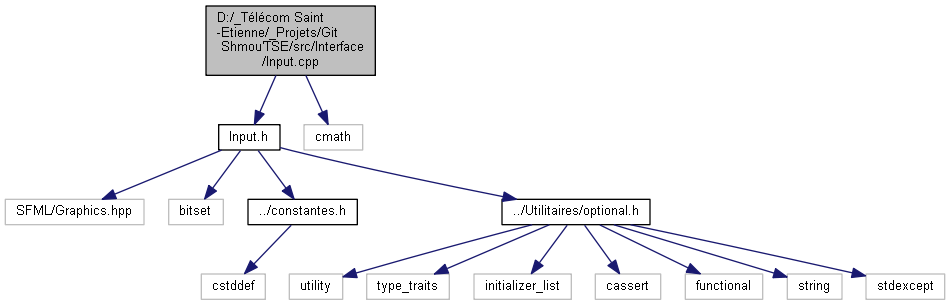 D:/_Télécom Saint
-Etienne/_Projets/Git
Shmou'TSE/src/Interface
/Input.cpp
Input.h
cmath
SFML/Graphics.hpp
bitset
../constantes.h
../Utilitaires/optional.h
cstddef
utility
type_traits
initializer_list
cassert
functional
string
stdexcept